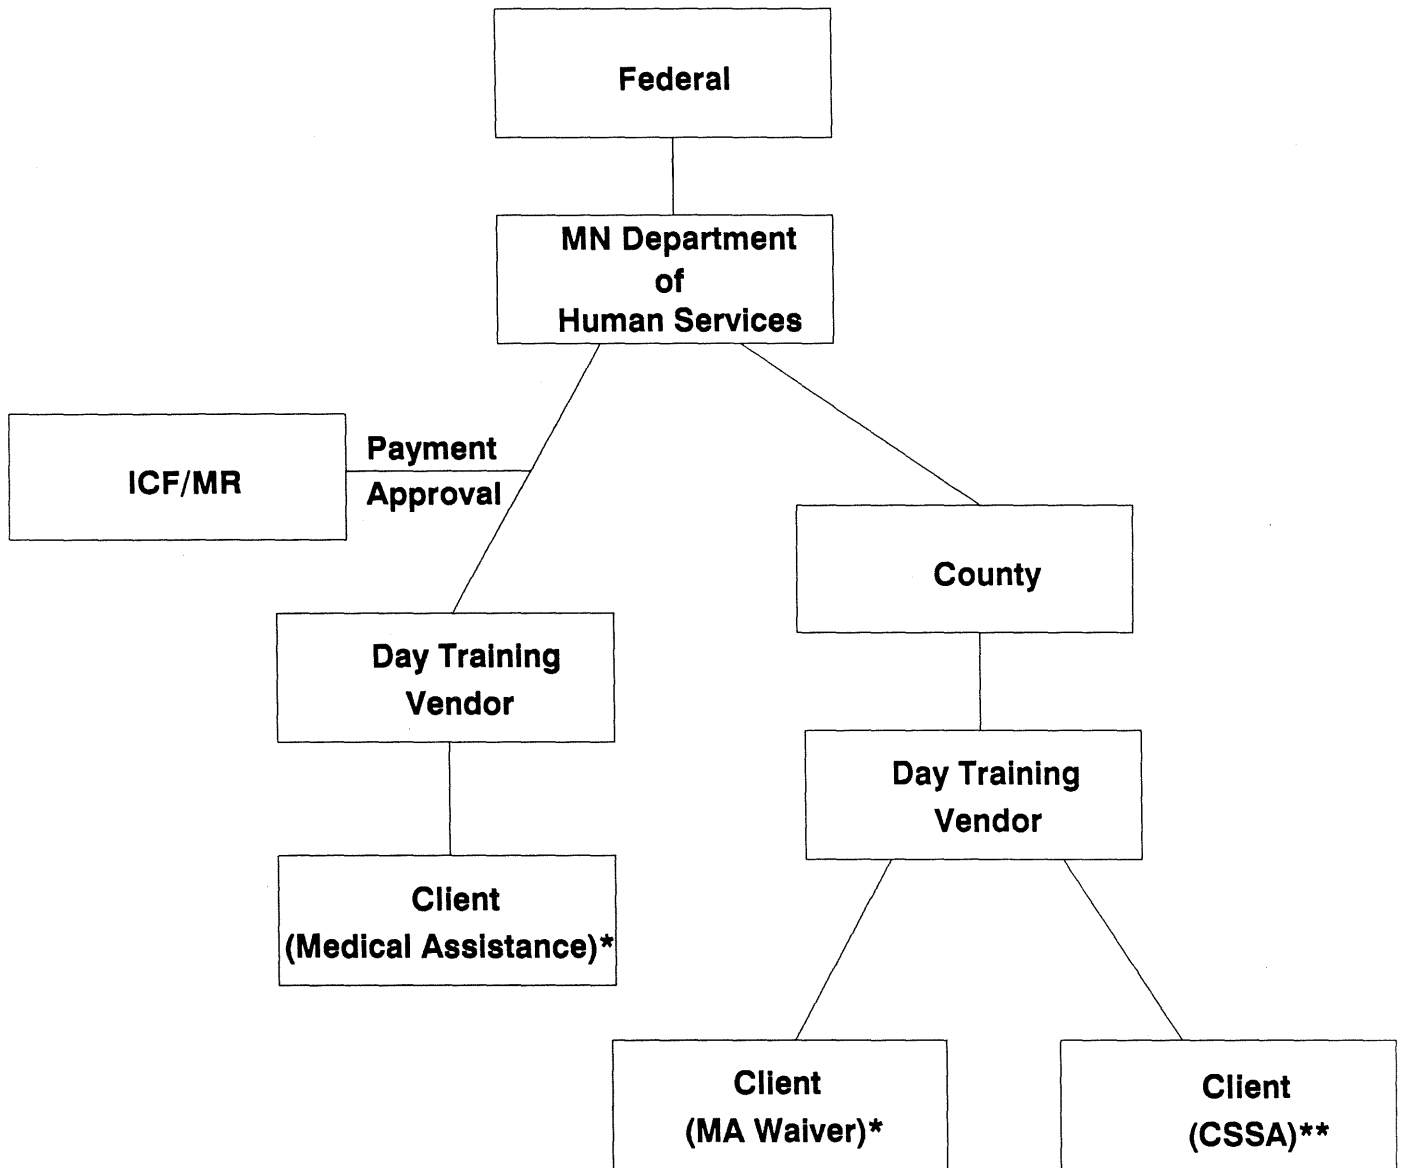 Federal
MN Department
of
Human Services
Payment
ICF/MR
Approval
County
Day Training
Vendor
Day Training
Vendor
Client
(Medical Assistance)*
Client
(MA Waiver)*
Client
(CSSA)**